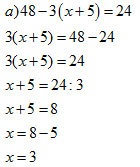 a)48-3(x+5)=24
3(x+5)=48-24
3(x+5)=24
x+5=24:3
x+5=8
x=8-5
x=3